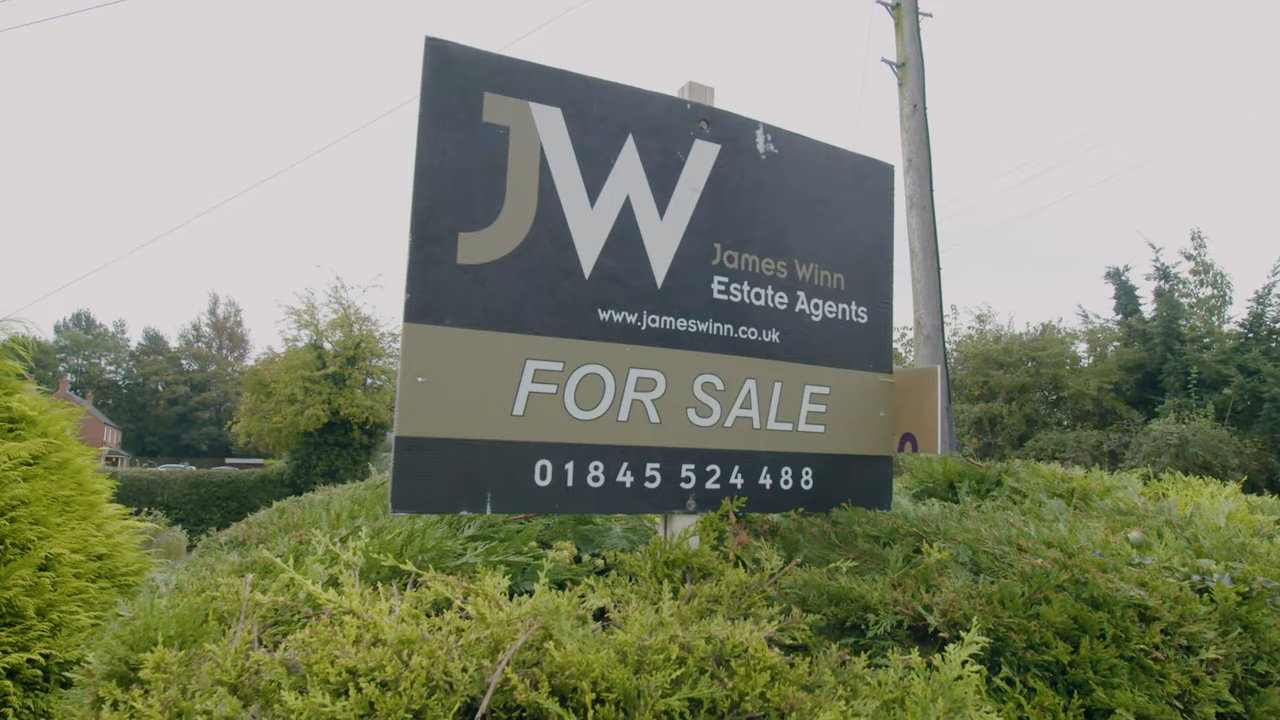 JW
James Winn
Estate Agents
www.jameswinn.co.uk
FOR SALE
01845 524 488